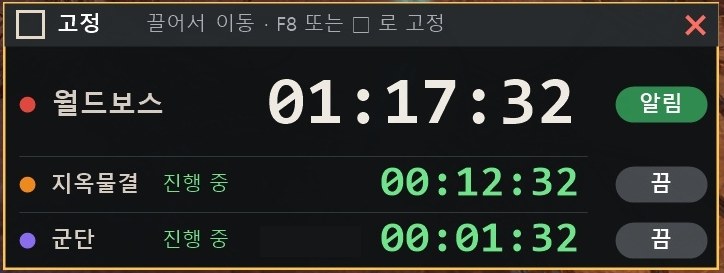 고정 끌어서 이동 · F8 또는 □ 로 고정 ✕
월드보스 01:17:32 알림
지옥물결 진행 중 00:12:32 끔
군단 진행 중 00:01:32 끔